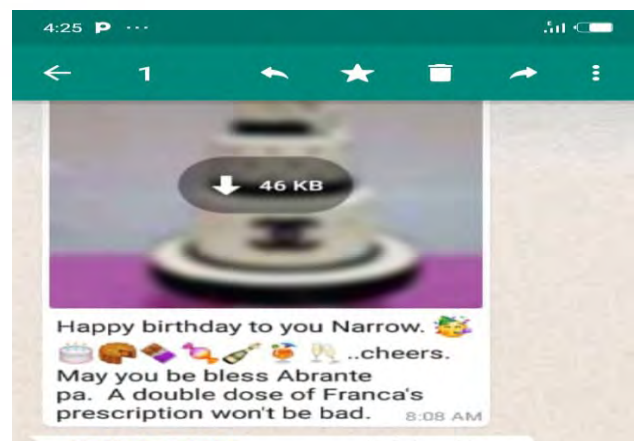 4:25 P ...
1
46 KB
Happy birthday to you Narrow. 🥳
🎂🥮🍫🍬🍾🍹🥂 ..cheers.
May you be bless Abrante
pa. A double dose of Franca's
prescription won't be bad. 8:08 AM